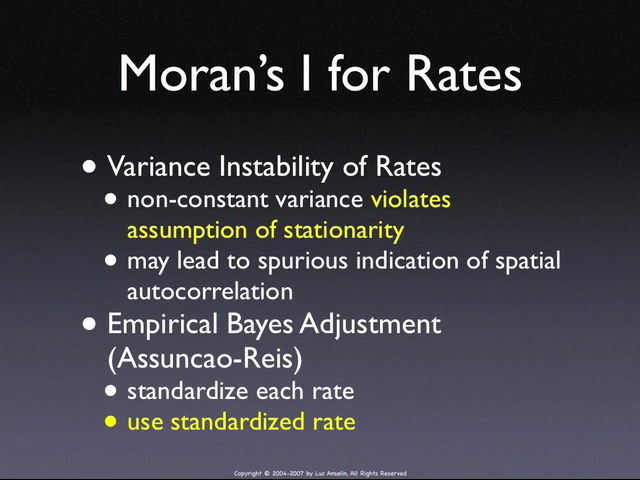 Moran's I for Rates
• Variance Instability of Rates
• non-constant variance violates
assumption of stationarity
• may lead to spurious indication of spatial
autocorrelation
• Empirical Bayes Adjustment
(Assuncao-Reis)
• standardize each rate
• use standardized rate
Copyright © 2004-2007 by Luc Anselin, All Rights Reserved